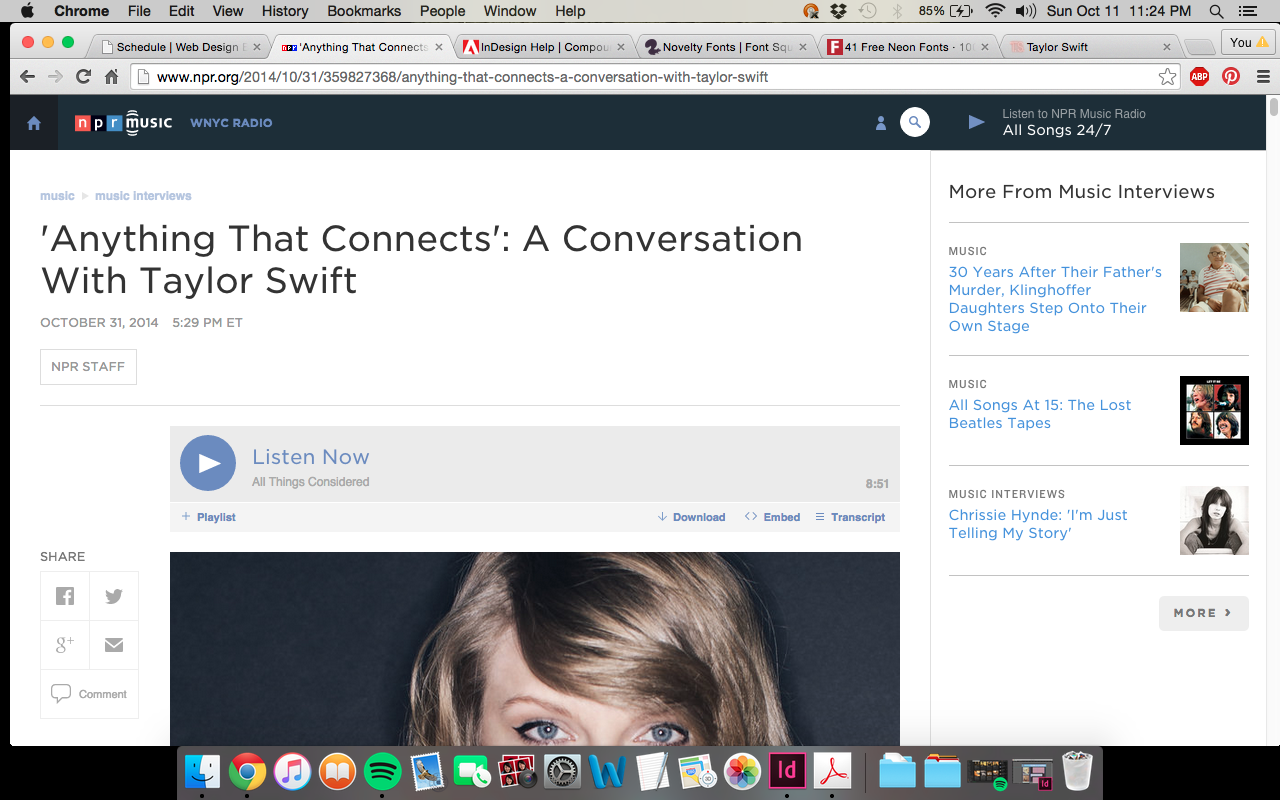 Chrome File Edit View History Bookmarks People Window Help 85% Sun Oct 11 11:24 PM
Schedule | Web Design 'Anything That Connects InDesign Help | Compou Novelty Fonts | Font Squ 41 Free Neon Fonts · Taylor Swift You
www.npr.org/2014/10/31/359827368/anything-that-connects-a-conversation-with-taylor-swift ABP
npr music WNYC RADIO
Listen to NPR Music Radio
All Songs 24/7
music music interviews
'Anything That Connects': A Conversation
With Taylor Swift
OCTOBER 31, 2014 5:29 PM ET
NPR STAFF
Listen Now
All Things Considered
8:51
+ Playlist Download Embed Transcript
SHARE
g+
Comment
More From Music Interviews
MUSIC
30 Years After Their Father's
Murder, Klinghoffer
Daughters Step Onto Their
Own Stage
MUSIC
All Songs At 15: The Lost
Beatles Tapes
LET IT BE
MUSIC INTERVIEWS
Chrissie Hynde: 'I'm Just
Telling My Story'
MORE ›
Id
Id